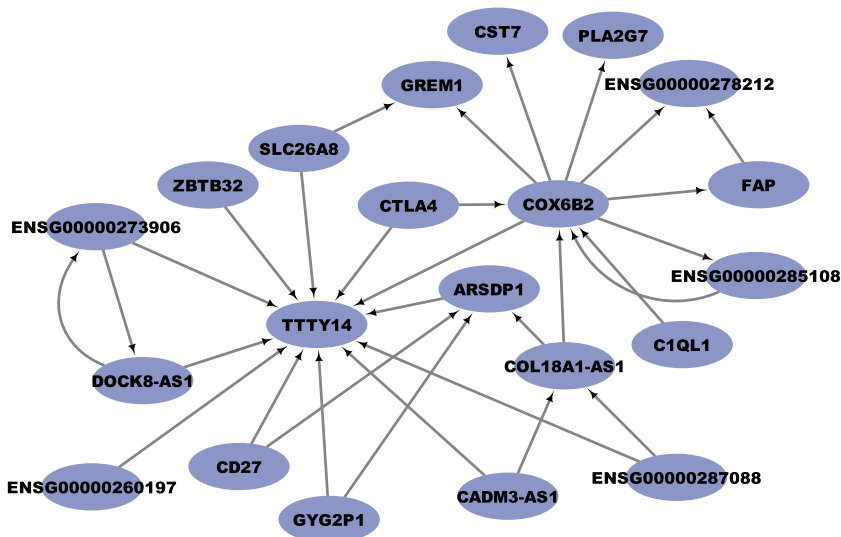 CST7
PLA2G7
GREM1
ENSG00000278212
SLC26A8
ZBTB32
FAP
CTLA4
COX6B2
ENSG00000273906
ENSG00000285108
ARSDP1
TTTY14
C1QL1
COL18A1-AS1
DOCK8-AS1
CD27
ENSG00000287088
ENSG00000260197
CADM3-AS1
GYG2P1